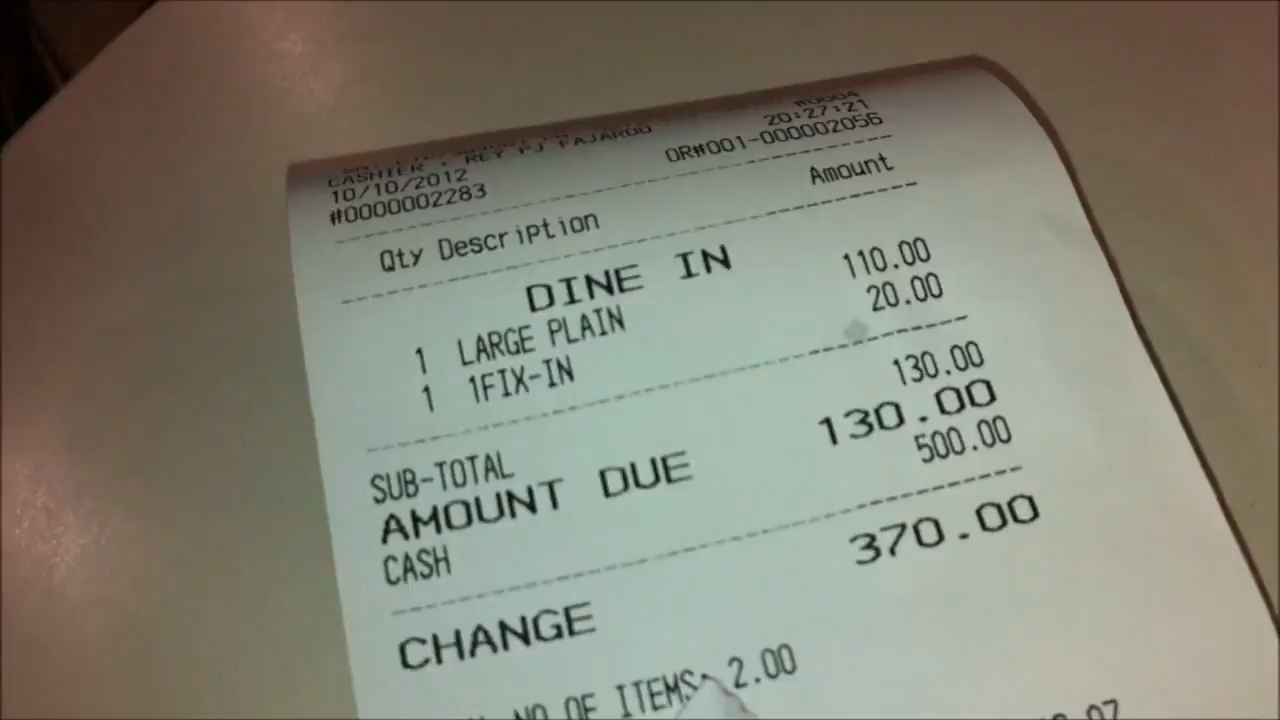 #0004
CASHIER : REY PJ FAJARDO
10/10/2012 20:27:21
#0000002283 OR#001-000002056
Qty Description Amount
DINE IN
1 LARGE PLAIN 110.00
1 1FIX-IN 20.00
SUB-TOTAL 130.00
AMOUNT DUE 130.00
CASH 500.00
CHANGE 370.00
NO OF ITEMS: 2.00